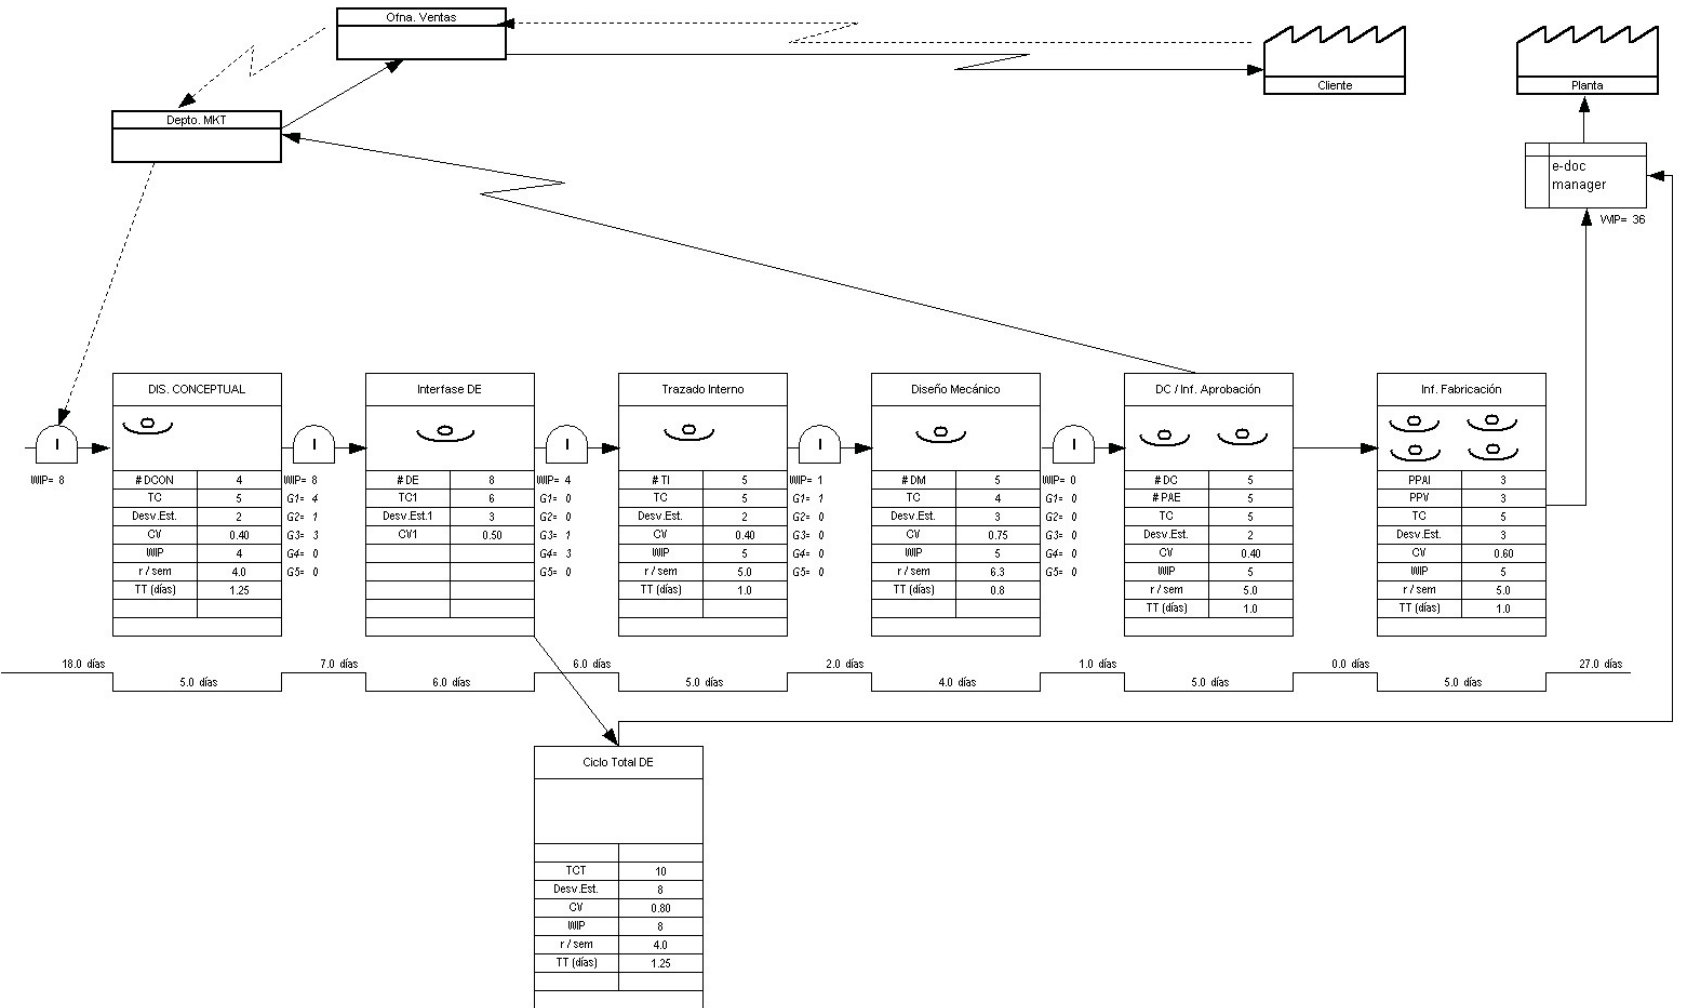 Ofna. Ventas
Cliente
Planta
Depto. MKT
e-doc
manager
WIP= 36
DIS. CONCEPTUAL
Interfase DE
Trazado Interno
Diseño Mecánico
DC / Inf. Aprobación
Inf. Fabricación
I
I
I
I
I
WIP= 8
# DCON 4
TC 5
Desv.Est. 2
CV 0.40
WIP 4
r / sem 4.0
TT (días) 1.25
WIP= 8
G1= 4
G2= 1
G3= 3
G4= 0
G5= 0
# DE 8
TC1 6
Desv.Est.1 3
CV1 0.50
WIP= 4
G1= 0
G2= 0
G3= 1
G4= 3
G5= 0
# TI 5
TC 5
Desv.Est. 2
CV 0.40
WIP 5
r / sem 5.0
TT (días) 1.0
WIP= 1
G1= 1
G2= 0
G3= 0
G4= 0
G5= 0
# DM 5
TC 4
Desv.Est. 3
CV 0.75
WIP 5
r / sem 6.3
TT (días) 0.8
WIP= 0
G1= 0
G2= 0
G3= 0
G4= 0
G5= 0
# DC 5
# PAE 5
TC 5
Desv.Est. 2
CV 0.40
WIP 5
r / sem 5.0
TT (días) 1.0
PPAI 3
PPV 3
TC 5
Desv.Est. 3
CV 0.60
WIP 5
r / sem 5.0
TT (días) 1.0
18.0 días
7.0 días
6.0 días
2.0 días
1.0 días
0.0 días
27.0 días
5.0 días
6.0 días
5.0 días
4.0 días
5.0 días
5.0 días
Ciclo Total DE
TCT 10
Desv.Est. 8
CV 0.80
WIP 8
r / sem 4.0
TT (días) 1.25